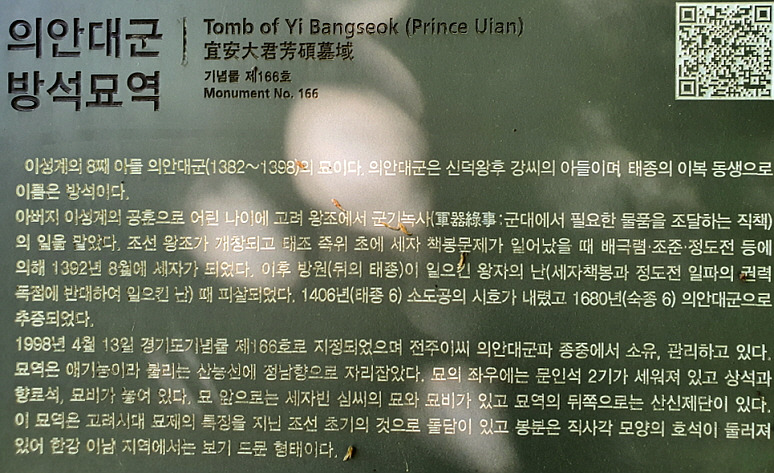 의안대군
방석묘역
Tomb of Yi Bangseok (Prince Uian)
宜安大君芳碩墓域
기념물 제166호
Monument No. 166
이성계의 8째 아들 의안대군(1382~1398)의 묘이다. 의안대군은 신덕왕후 강씨의 아들이며, 태종의 이복 동생으로
이름은 방석이다.
아버지 이성계의 공훈으로 어린 나이에 고려 왕조에서 군기녹사(軍器綠事:군대에서 필요한 물품을 조달하는 직책)
의 일을 맡았다. 조선 왕조가 개창되고 태조 즉위 초에 세자 책봉문제가 일어났을 때 배극렴·조준·정도전 등에
의해 1392년 8월에 세자가 되었다. 이후 방원(뒤의 태종)이 일으킨 왕자의 난(세자책봉과 정도전 일파의 권력
독점에 반대하여 일으킨 난) 때 피살되었다. 1406년(태종 6) 소도공의 시호가 내렸고 1680년(숙종 6) 의안대군으로
추증되었다.
1998년 4월 13일 경기도기념물 제166호로 지정되었으며 전주이씨 의안대군파 종중에서 소유, 관리하고 있다.
묘역은 애기능이라 불리는 산능선에 정남향으로 자리잡았다. 묘의 좌우에는 문인석 2기가 세워져 있고 상석과
향로석, 묘비가 놓여 있다. 묘 앞으로는 세자빈 심씨의 묘와 묘비가 있고 묘역의 뒤쪽으로는 산신제단이 있다.
이 묘역은 고려시대 묘제의 특징을 지닌 조선 초기의 것으로 돌담이 있고 봉분은 직사각 모양의 호석이 둘러져
있어 한강 이남 지역에서는 보기 드문 형태이다.